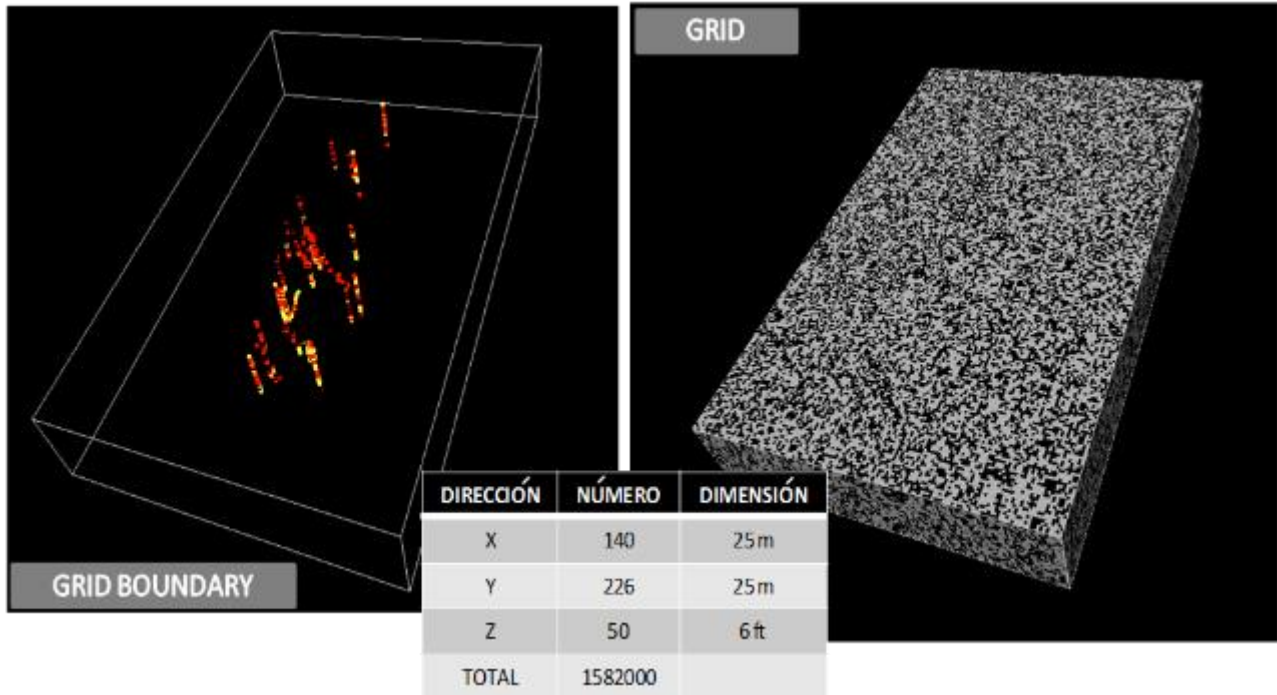 GRID
GRID BOUNDARY
DIRECCIÓN NÚMERO DIMENSIÓN
X 140 25m
Y 226 25m
Z 50 6ft
TOTAL 1582000